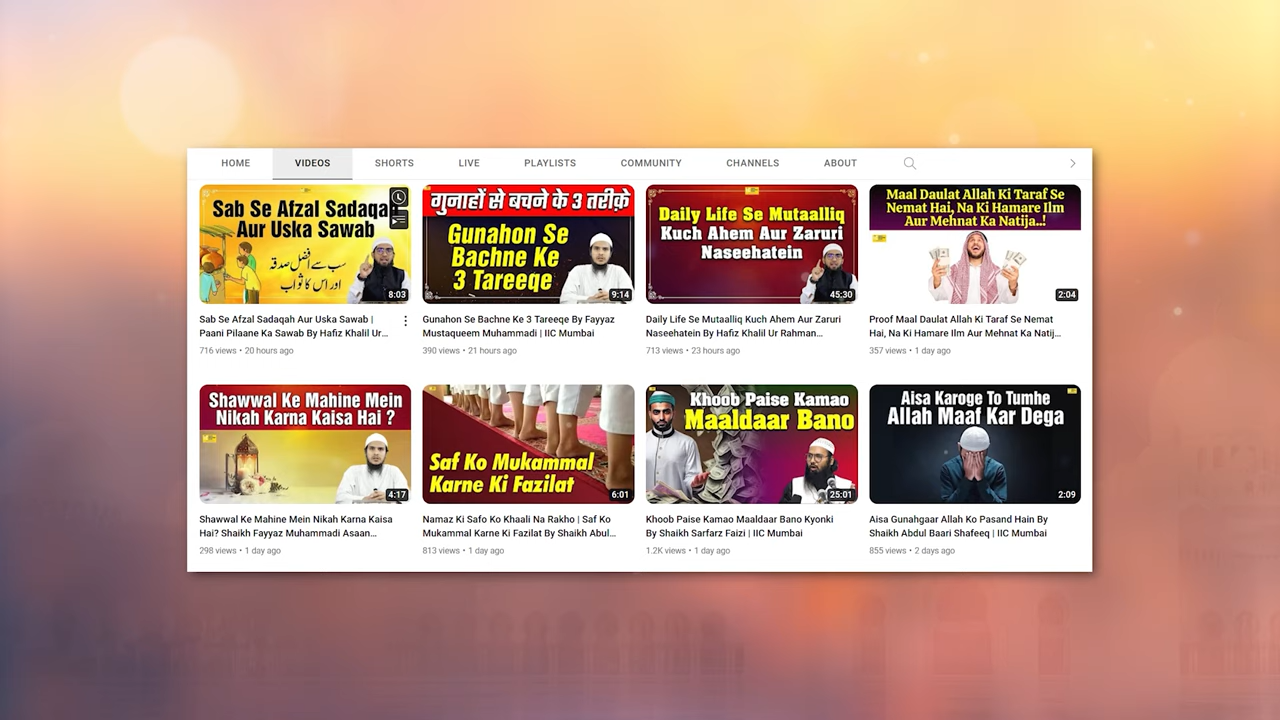 HOME VIDEOS SHORTS LIVE PLAYLISTS COMMUNITY CHANNELS ABOUT
Sab Se Afzal Sadaqa
Aur Uska Sawab
سب سے افضل صدقہ
اور اس کا ثواب
8:03
Sab Se Afzal Sadaqah Aur Uska Sawab |
Paani Pilaane Ka Sawab By Hafiz Khalil Ur...
716 views • 20 hours ago
गुनाहों से बचने के 3 तरीक़े
Gunahon Se
Bachne Ke
3 Tareeqe
9:14
Gunahon Se Bachne Ke 3 Tareeqe By Fayyaz
Mustaqueem Muhammadi | IIC Mumbai
390 views • 21 hours ago
Daily Life Se Mutaalliq
Kuch Ahem Aur Zaruri
Naseehatein
45:30
Daily Life Se Mutaalliq Kuch Ahem Aur Zaruri
Naseehatein By Hafiz Khalil Ur Rahman...
713 views • 23 hours ago
Maal Daulat Allah Ki Taraf Se
Nemat Hai, Na Ki Hamare Ilm
Aur Mehnat Ka Natija..!
2:04
Proof Maal Daulat Allah Ki Taraf Se Nemat
Hai, Na Ki Hamare Ilm Aur Mehnat Ka Natij...
357 views • 1 day ago
Shawwal Ke Mahine Mein
Nikah Karna Kaisa Hai ?
4:17
Shawwal Ke Mahine Mein Nikah Karna Kaisa
Hai? Shaikh Fayyaz Muhammadi Asaan...
298 views • 1 day ago
Saf Ko Mukammal
Karne Ki Fazilat
6:01
Namaz Ki Safo Ko Khaali Na Rakho | Saf Ko
Mukammal Karne Ki Fazilat By Shaikh Abul...
813 views • 1 day ago
Khoob Paise Kamao
Maaldaar Bano
25:01
Khoob Paise Kamao Maaldaar Bano Kyonki
By Shaikh Sarfarz Faizi | IIC Mumbai
1.2K views • 1 day ago
Aisa Karoge To Tumhe
Allah Maaf Kar Dega
2:09
Aisa Gunahgaar Allah Ko Pasand Hain By
Shaikh Abdul Baari Shafeeq | IIC Mumbai
855 views • 2 days ago